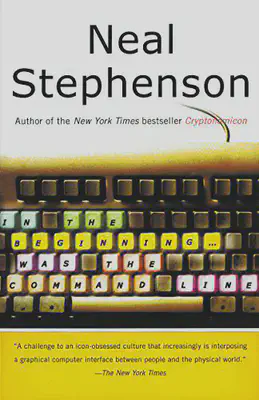 Neal
Stephenson
Author of the New York Times bestseller Cryptonomicon
IN THE
BEGINNING...
WAS THE
COMMAND LINE
"A challenge to an icon-obsessed culture that increasingly is interposing
a graphical computer interface between people and the physical world."
—The New York Times